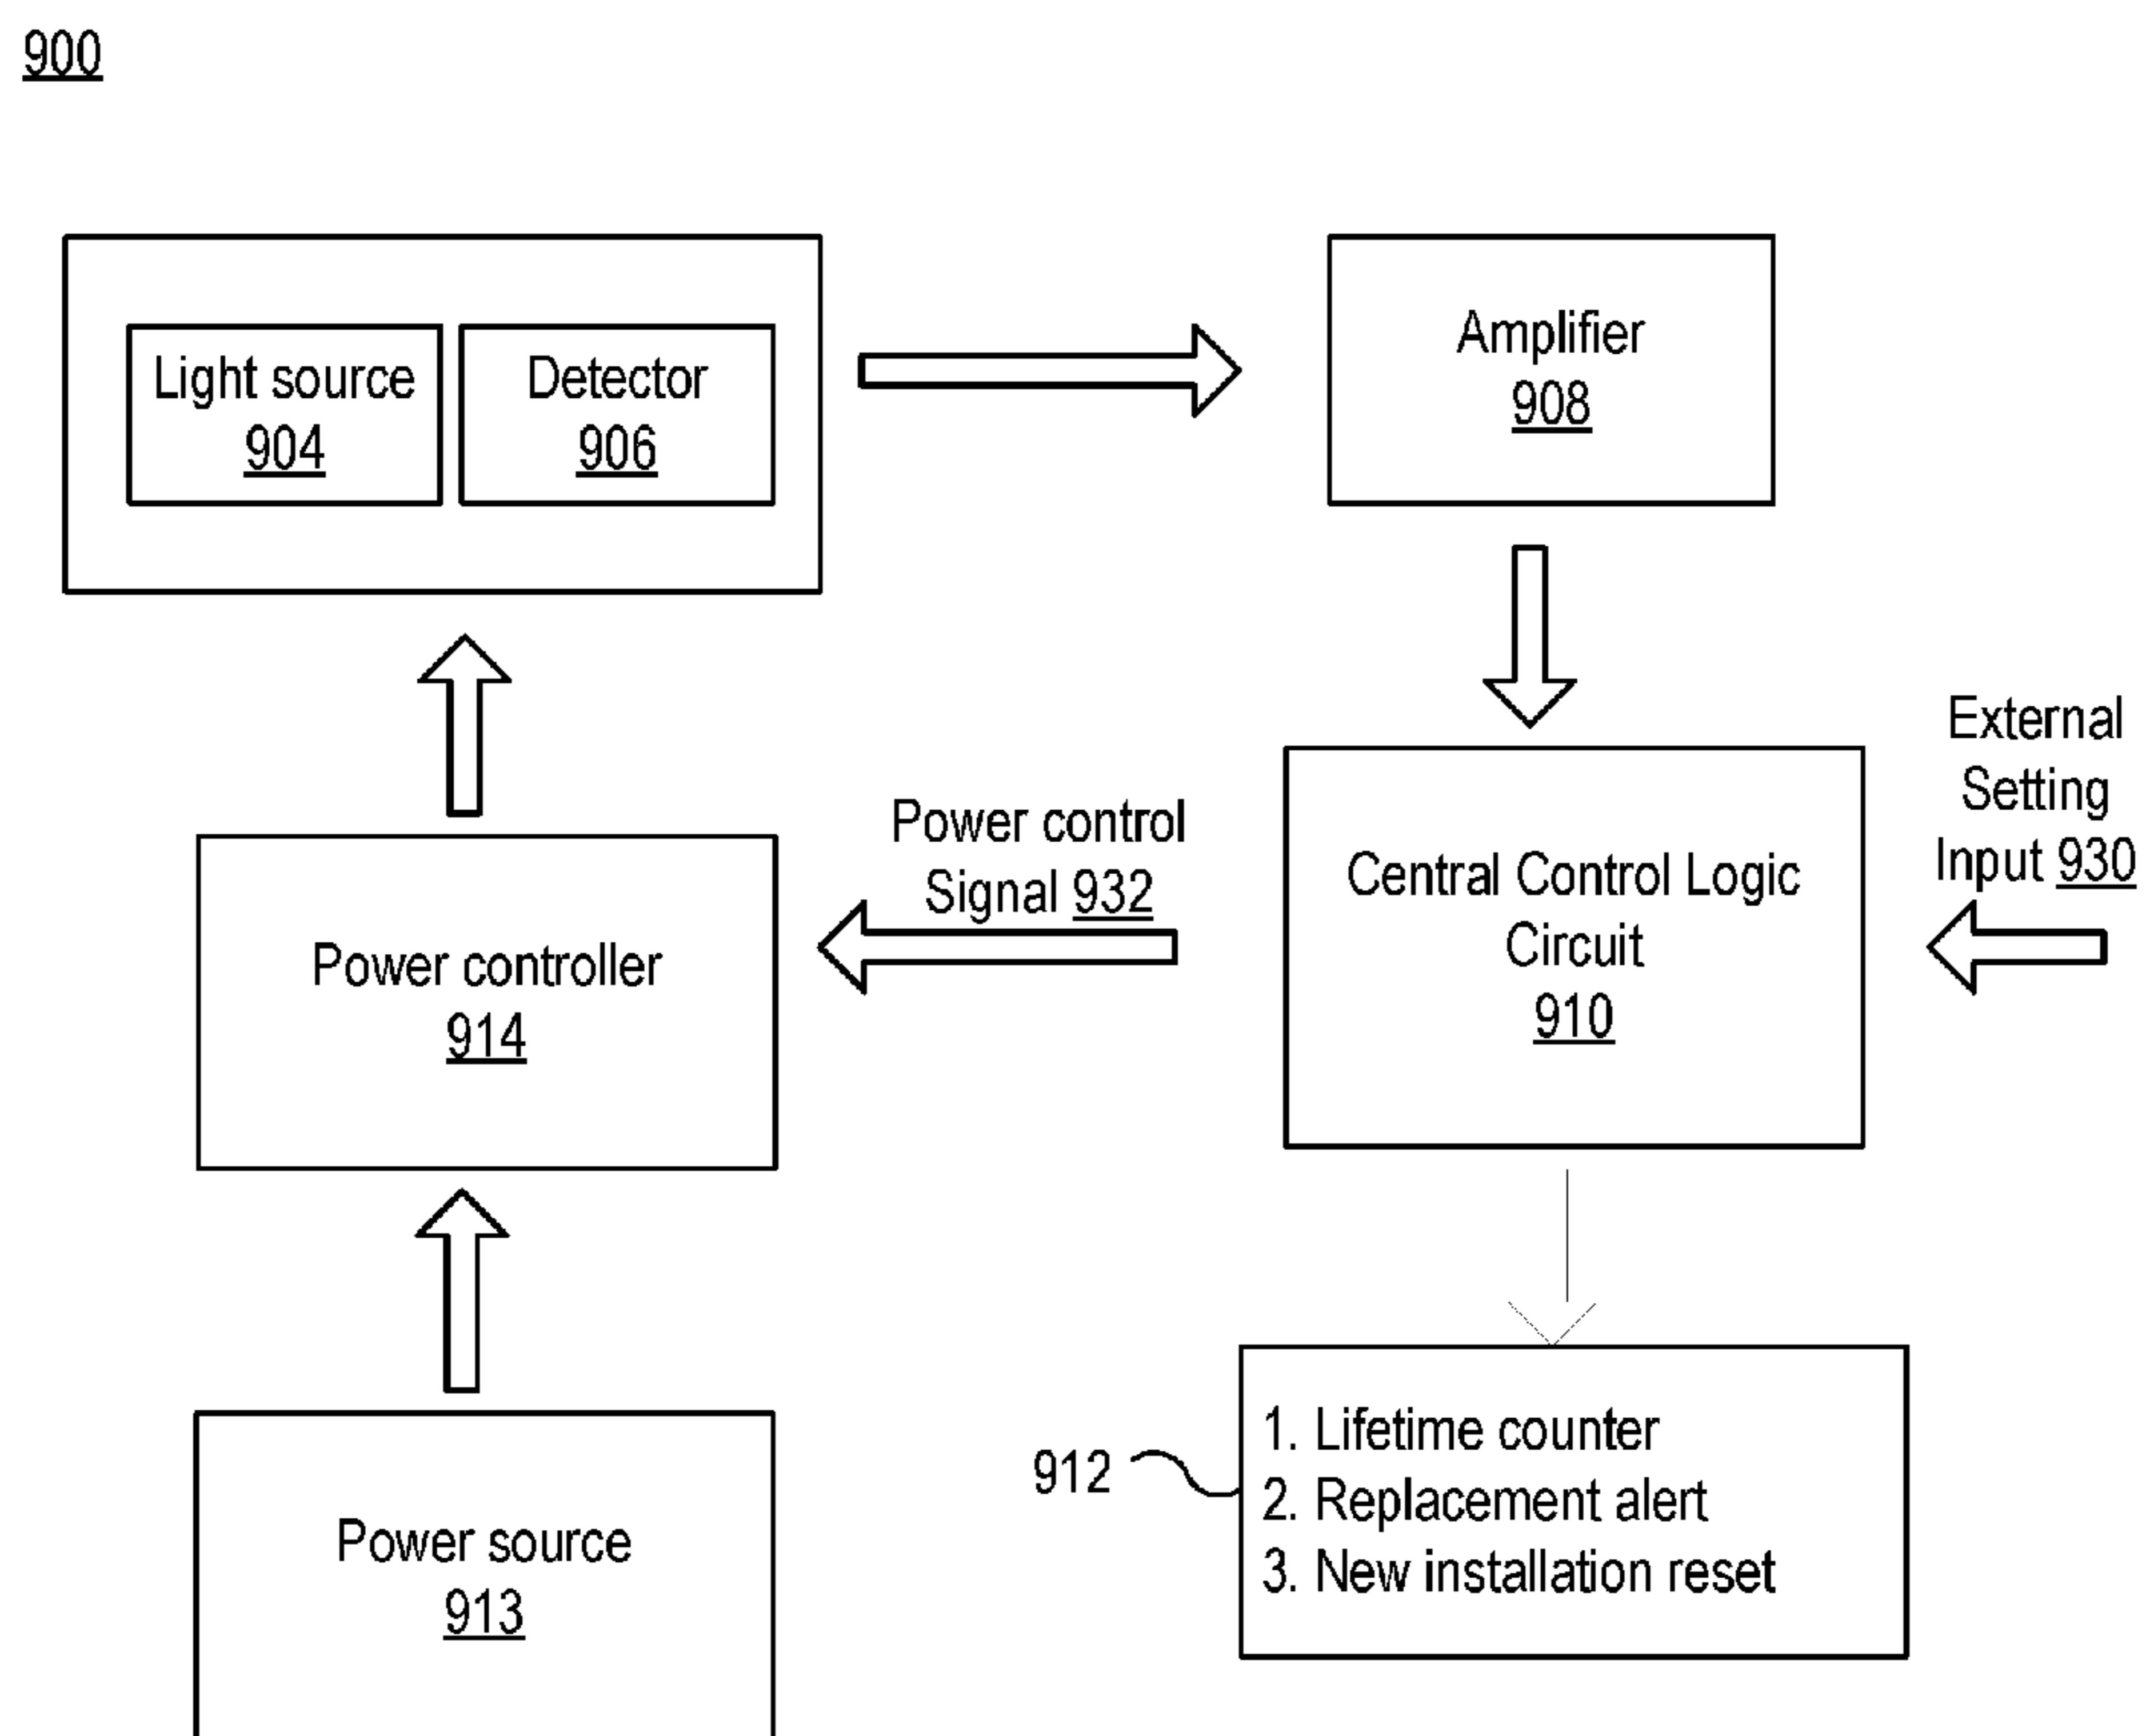 900
Light source
904
Detector
906
Amplifier
908
External
Setting
Input 930
Power control
Signal 932
Central Control Logic
Circuit
910
Power controller
914
912
1. Lifetime counter
2. Replacement alert
3. New installation reset
Power source
913